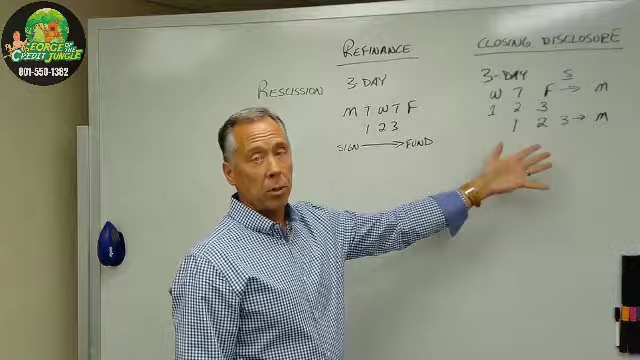 GEORGE OF THE
CREDIT JUNGLE
801-550-1382
REFINANCE
RESCISSION 3-DAY
M T W T F
1 2 3
SIGN → FUND
CLOSING DISCLOSURE
3-DAY S
W T F → M
1 2 3
1 2 3 → M